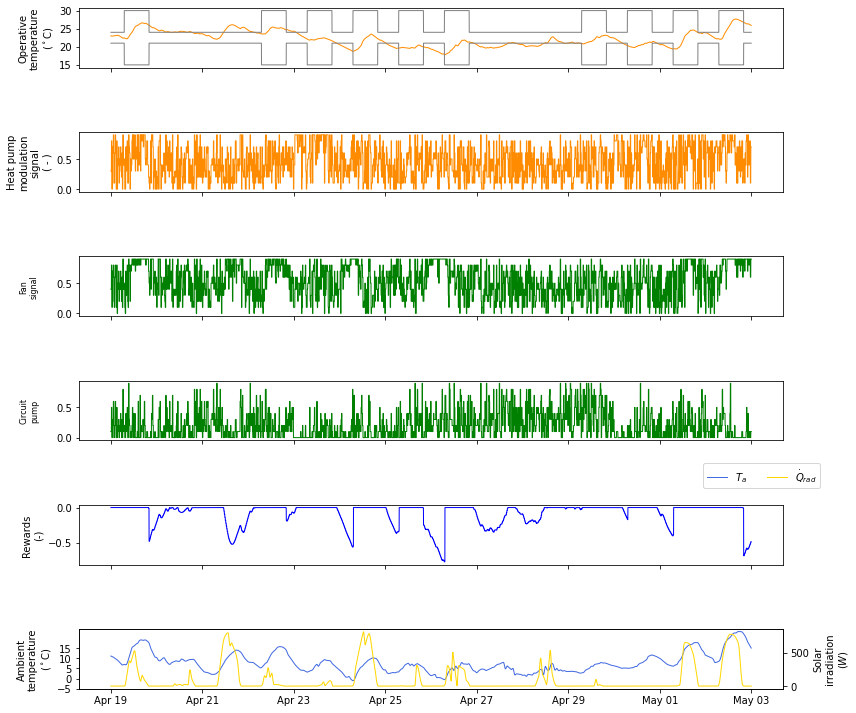 Operative
temperature
(°C)
30
25
20
15
Heat pump
modulation
signal
( - )
0.5
0.0
Fan
signal
0.5
0.0
Circuit
pump
0.5
0.0
T_a Q̇_rad
Rewards
(-)
0.0
−0.5
Ambient
temperature
(°C)
15
10
5
0
−5
500
0
Solar
irradiation
(W)
Apr 19 Apr 21 Apr 23 Apr 25 Apr 27 Apr 29 May 01 May 03